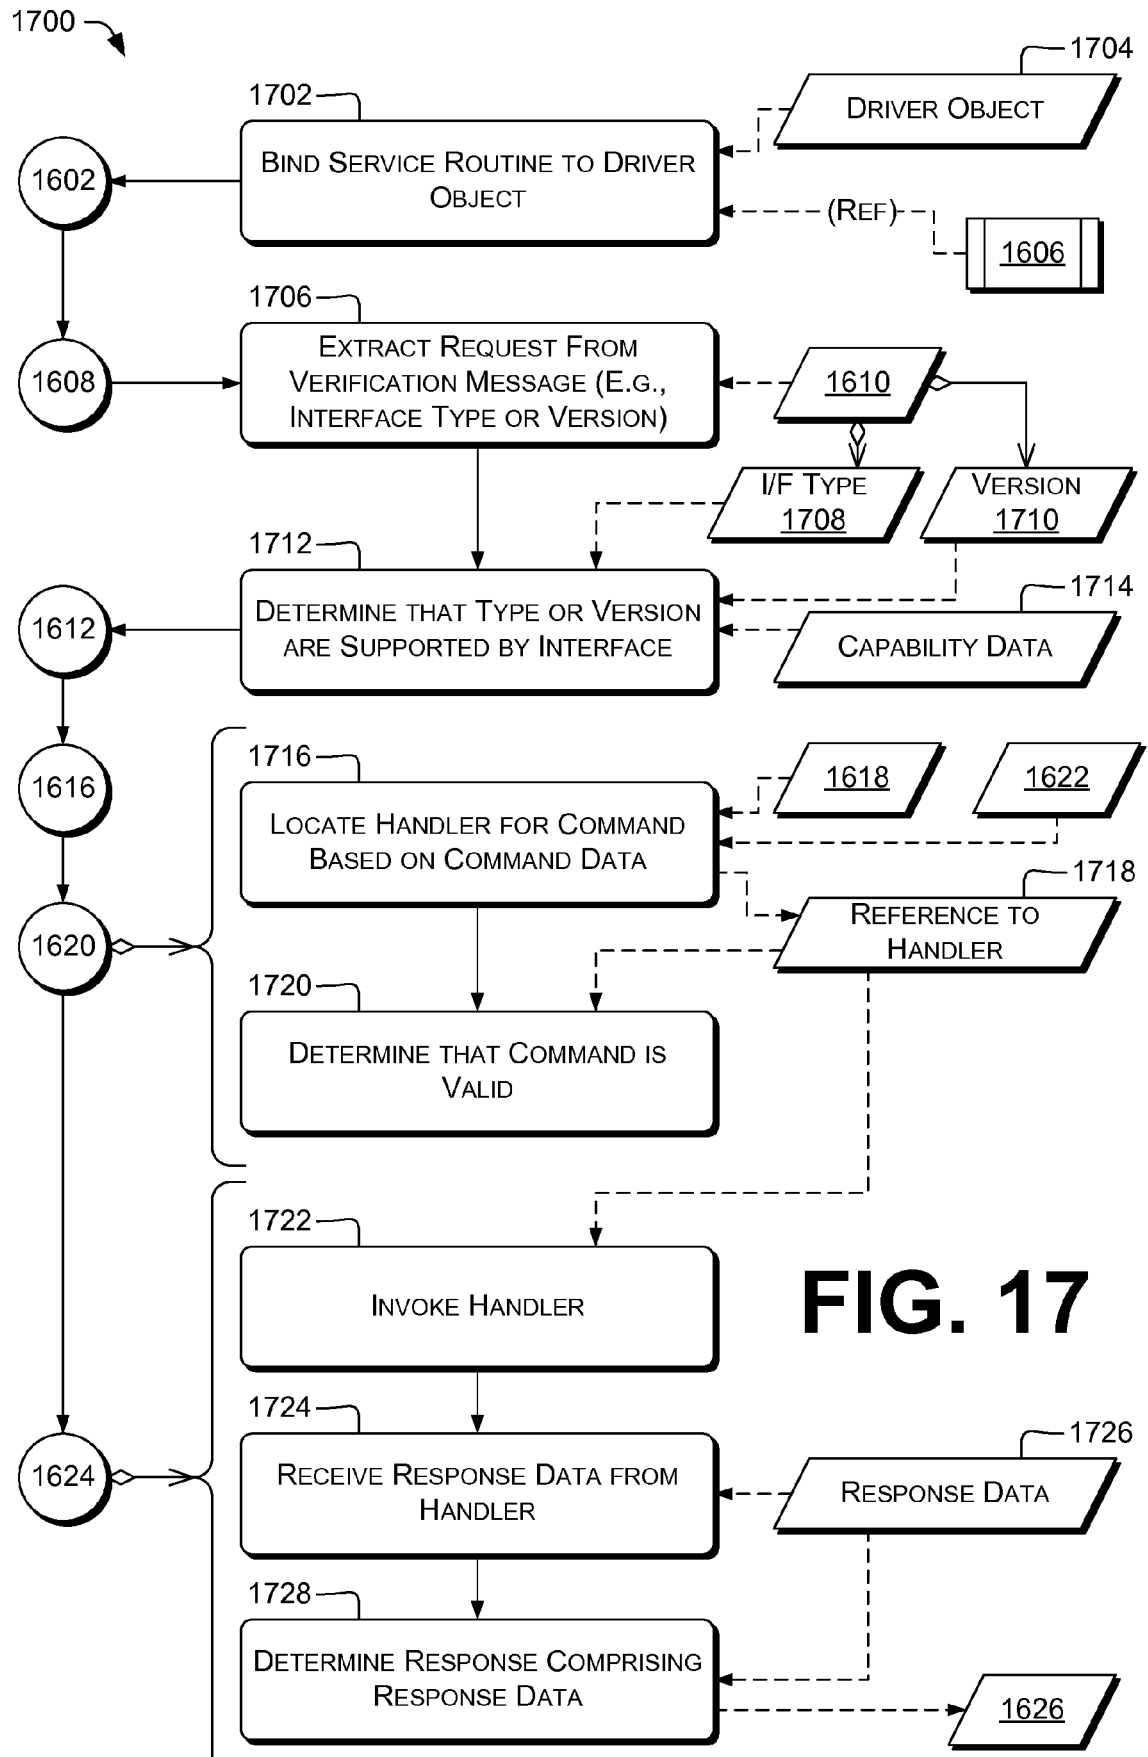 1700
1704
DRIVER OBJECT
1702
BIND SERVICE ROUTINE TO DRIVER
OBJECT
1602
(REF)
1606
1706
EXTRACT REQUEST FROM
VERIFICATION MESSAGE (E.G.,
INTERFACE TYPE OR VERSION)
1608
1610
I/F TYPE
1708
VERSION
1710
1712
DETERMINE THAT TYPE OR VERSION
ARE SUPPORTED BY INTERFACE
1612
1714
CAPABILITY DATA
1616
1716
LOCATE HANDLER FOR COMMAND
BASED ON COMMAND DATA
1618
1622
1718
REFERENCE TO
HANDLER
1620
1720
DETERMINE THAT COMMAND IS
VALID
1722
INVOKE HANDLER
FIG. 17
1724
RECEIVE RESPONSE DATA FROM
HANDLER
1624
1726
RESPONSE DATA
1728
DETERMINE RESPONSE COMPRISING
RESPONSE DATA
1626